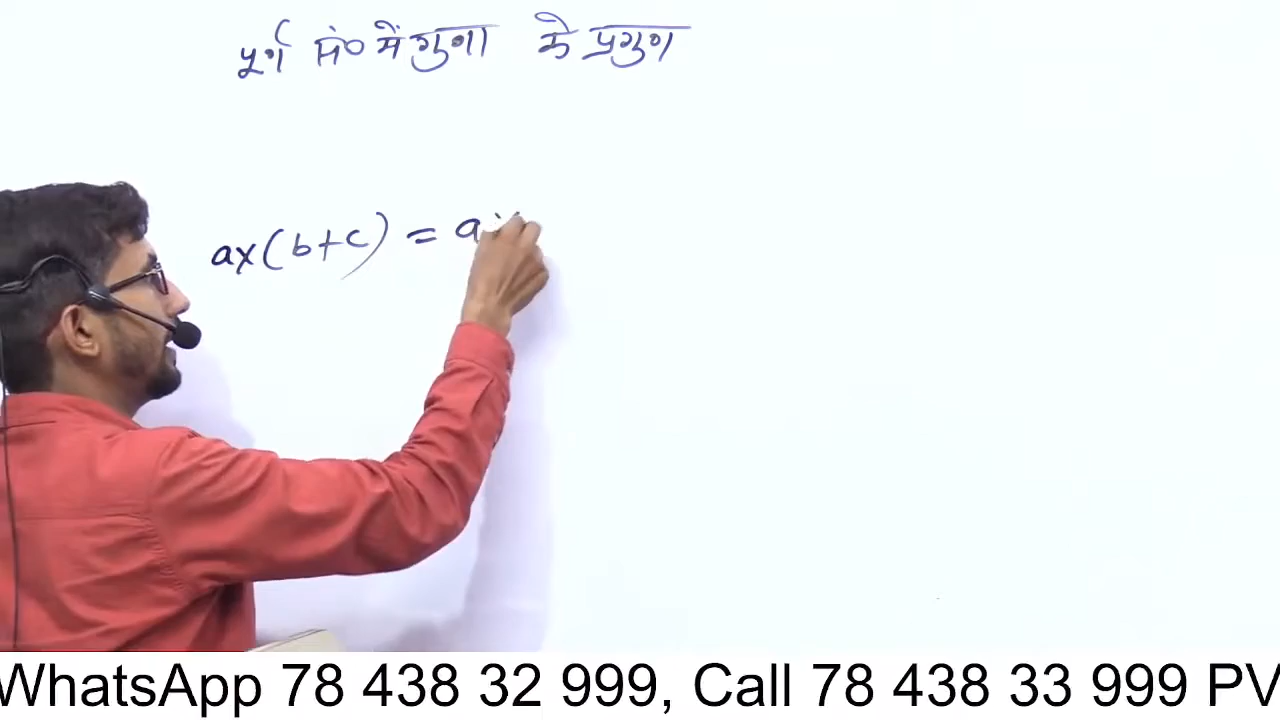 पूर्ण सं० में गुणा के प्रगुण
ax(b+c) = a x
WhatsApp 78 438 32 999, Call 78 438 33 999 PV